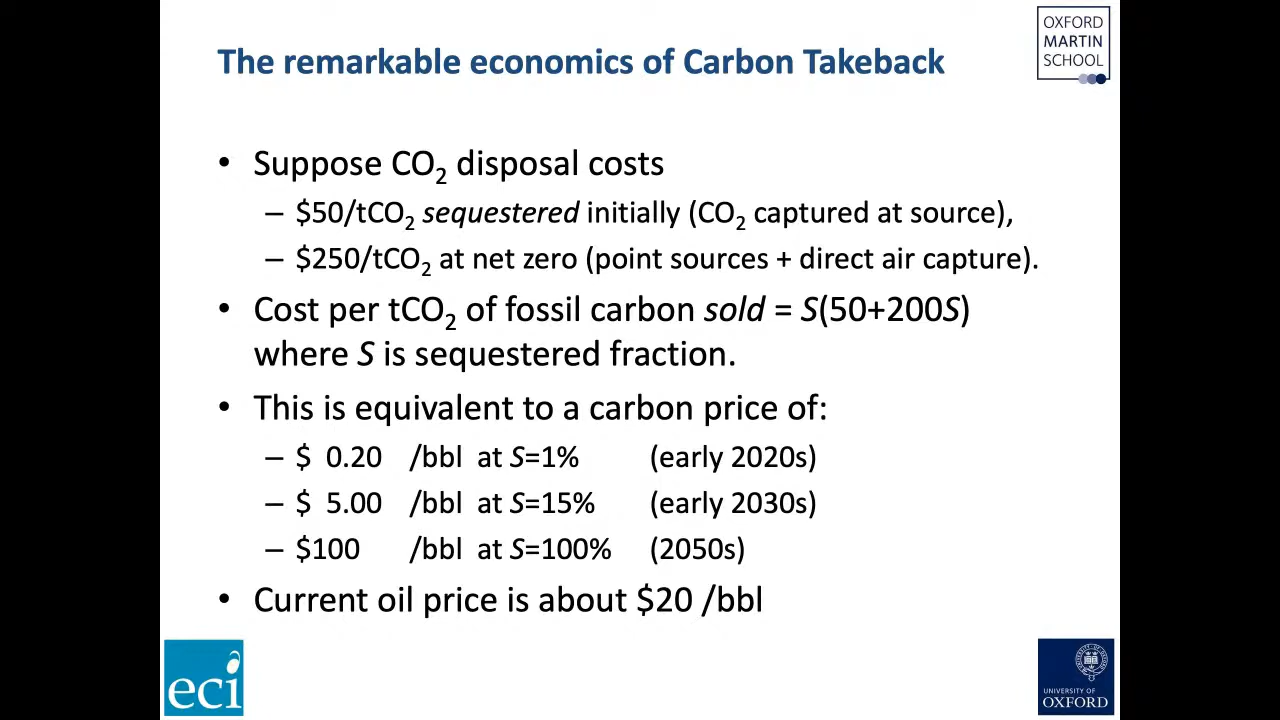 The remarkable economics of Carbon Takeback
OXFORD
MARTIN
SCHOOL
• Suppose CO₂ disposal costs
– $50/tCO₂ sequestered initially (CO₂ captured at source),
– $250/tCO₂ at net zero (point sources + direct air capture).
• Cost per tCO₂ of fossil carbon sold = S(50+200S)
where S is sequestered fraction.
• This is equivalent to a carbon price of:
– $ 0.20 /bbl at S=1% (early 2020s)
– $ 5.00 /bbl at S=15% (early 2030s)
– $100 /bbl at S=100% (2050s)
• Current oil price is about $20 /bbl
eci
UNIVERSITY OF
OXFORD